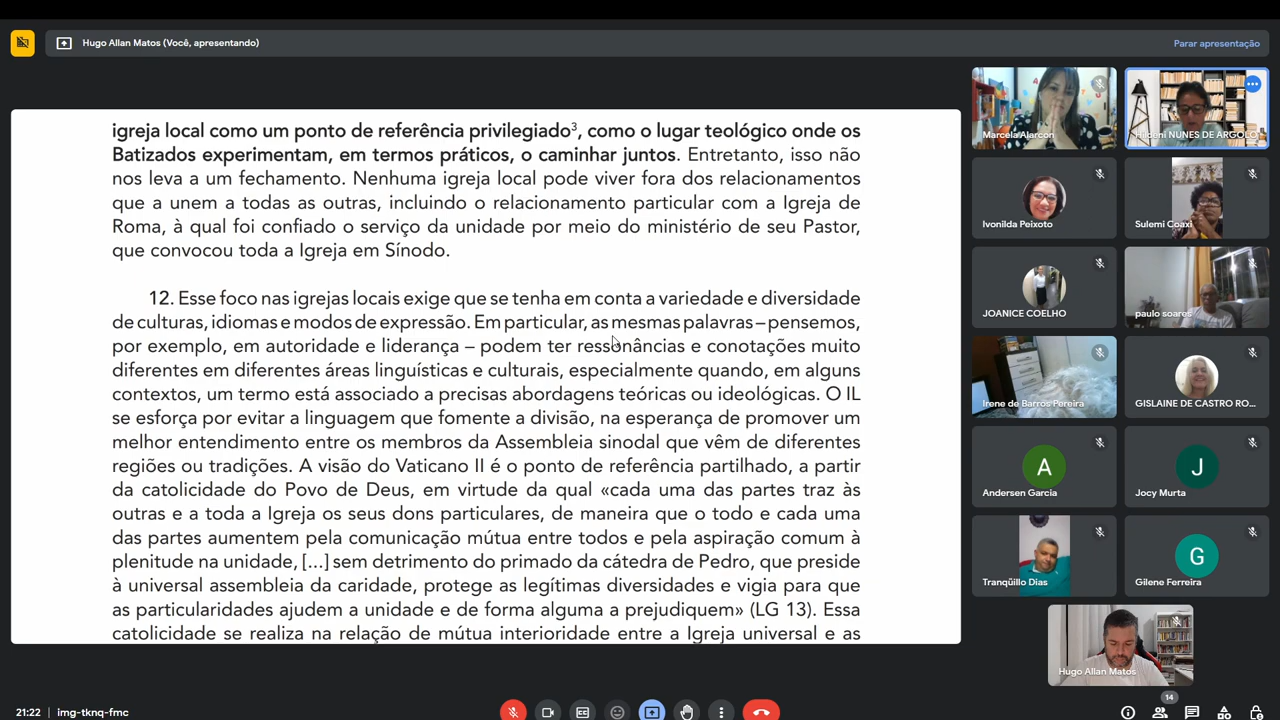 Hugo Allan Matos (Você, apresentando)
Parar apresentação
igreja local como um ponto de referência privilegiado³, como o lugar teológico onde os
Batizados experimentam, em termos práticos, o caminhar juntos. Entretanto, isso não
nos leva a um fechamento. Nenhuma igreja local pode viver fora dos relacionamentos
que a unem a todas as outras, incluindo o relacionamento particular com a Igreja de
Roma, à qual foi confiado o serviço da unidade por meio do ministério de seu Pastor,
que convocou toda a Igreja em Sínodo.
12. Esse foco nas igrejas locais exige que se tenha em conta a variedade e diversidade
de culturas, idiomas e modos de expressão. Em particular, as mesmas palavras – pensemos,
por exemplo, em autoridade e liderança – podem ter ressonâncias e conotações muito
diferentes em diferentes áreas linguísticas e culturais, especialmente quando, em alguns
contextos, um termo está associado a precisas abordagens teóricas ou ideológicas. O IL
se esforça por evitar a linguagem que fomente a divisão, na esperança de promover um
melhor entendimento entre os membros da Assembleia sinodal que vêm de diferentes
regiões ou tradições. A visão do Vaticano II é o ponto de referência partilhado, a partir
da catolicidade do Povo de Deus, em virtude da qual «cada uma das partes traz às
outras e a toda a Igreja os seus dons particulares, de maneira que o todo e cada uma
das partes aumentem pela comunicação mútua entre todos e pela aspiração comum à
plenitude na unidade, [...] sem detrimento do primado da cátedra de Pedro, que preside
à universal assembleia da caridade, protege as legítimas diversidades e vigia para que
as particularidades ajudem a unidade e de forma alguma a prejudiquem» (LG 13). Essa
catolicidade se realiza na relação de mútua interioridade entre a Igreja universal e as
Marcela Alarcon
Hildeni NUNES DE ARGOLO
Ivonilda Peixoto
Sulemi Coaxi
JOANICE COELHO
paulo soares
Irene de Barros Pereira
GISLAINE DE CASTRO RO...
A
Andersen Garcia
J
Jocy Murta
Tranqüillo Dias
G
Gilene Ferreira
Hugo Allan Matos
21:22 | img-tknq-fmc
14